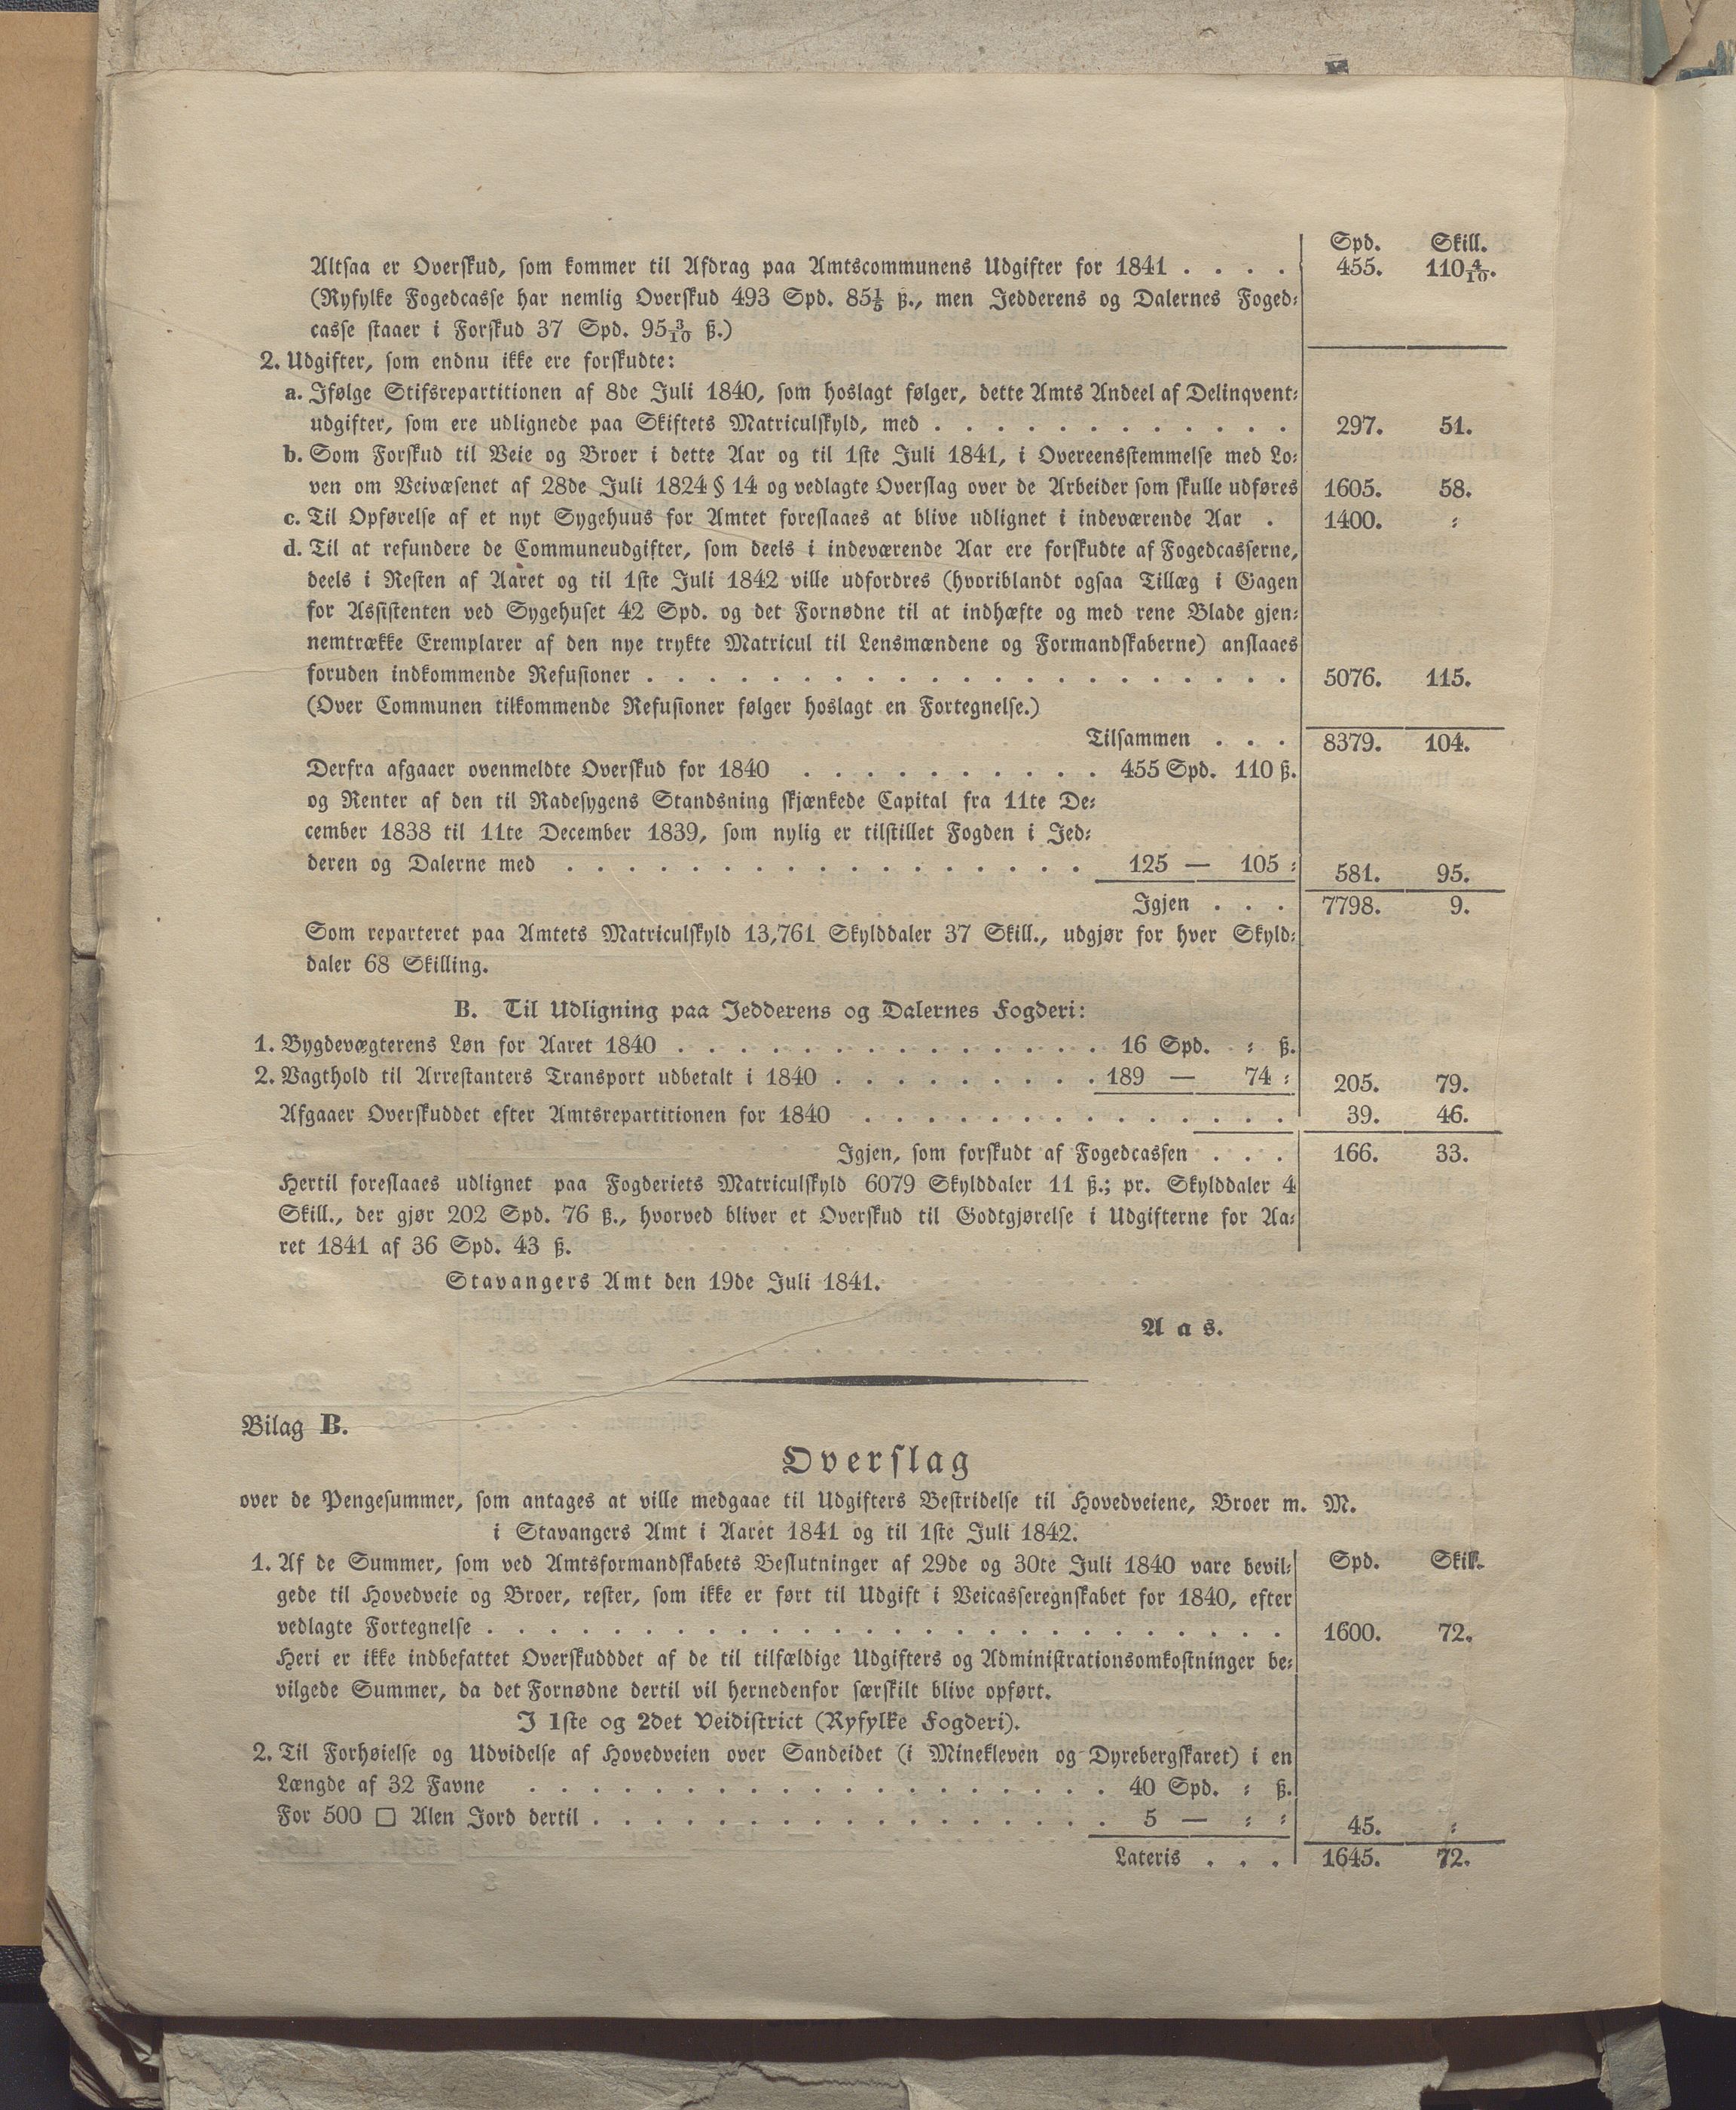 Spd. Skill.
Altsaa er Overskud, som kommer til Afdrag paa Amtscommunens Udgifter for 1841 . . . . 455. 110 4/10.
(Ryfylke Fogedcasse har nemlig Overskud 493 Spd. 85 1/5 ß., men Jedderens og Dalernes Foged-
casse staaer i Forskud 37 Spd. 95 3/10 ß.)
2. Udgifter, som endnu ikke ere forskudte:
a. Ifølge Stifsrepartitionen af 8de Juli 1840, som hoslagt følger, dette Amts Andeel af Delinqvent-
udgifter, som ere udlignede paa Skiftets Matriculskyld, med . . . . . . . . . . . . 297. 51.
b. Som Forskud til Veie og Broer i dette Aar og til 1ste Juli 1841, i Overeensstemmelse med Lo-
ven om Veivæsenet af 28de Juli 1824 § 14 og vedlagte Overslag over de Arbeider som skulle udføres 1605. 58.
c. Til Opførelse af et nyt Sygehuus for Amtet foreslaaes at blive udlignet i indeværende Aar . 1400. :
d. Til at refundere de Communeudgifter, som deels i indeværende Aar ere forskudte af Fogedcasserne,
deels i Resten af Aaret og til 1ste Juli 1842 ville udfordres (hvoriblandt ogsaa Tillæg i Gagen
for Assistenten ved Sygehuset 42 Spd. og det Fornødne til at indhæfte og med rene Blade gjen-
nemtrække Exemplarer af den nye trykte Matricul til Lensmændene og Formandskaberne) anslaaes
foruden indkommende Refusioner . . . . . . . . . . . . . . . . . . . . . 5076. 115.
(Over Communen tilkommende Refusioner følger hoslagt en Fortegnelse.)
Tilsammen . . . 8379. 104.
Derfra afgaaer ovenmeldte Overskud for 1840 . . . . . . . . . . 455 Spd. 110 ß.
og Renter af den til Radesygens Standsning skjænkede Capital fra 11te De-
cember 1838 til 11te December 1839, som nylig er tilstillet Fogden i Jed-
deren og Dalerne med . . . . . . . . . . . . . . . . . 125 — 105 : 581. 95.
Igjen . . . 7798. 9.
Som reparteret paa Amtets Matriculskyld 13,761 Skylddaler 37 Skill., udgjør for hver Skyld-
daler 68 Skilling.
B. Til Udligning paa Jedderens og Dalernes Fogderi:
1. Bygdevægterens Løn for Aaret 1840 . . . . . . . . . . . . . . 16 Spd. : ß.
2. Vagthold til Arrestanters Transport udbetalt i 1840 . . . . . . . . . 189 — 74 : 205. 79.
Afgaaer Overskuddet efter Amtsrepartitionen for 1840 . . . . . . . . . . . . . . 39. 46.
Igjen, som forskudt af Fogedcassen . . . 166. 33.
Hertil foreslaaes udlignet paa Fogderiets Matriculskyld 6079 Skylddaler 11 ß.; pr. Skylddaler 4
Skill., der gjør 202 Spd. 76 ß., hvorved bliver et Overskud til Godtgjørelse i Udgifterne for Aa-
ret 1841 af 36 Spd. 43 ß.
Stavangers Amt den 19de Juli 1841.
Aas.
Bilag B.
Overslag
over de Pengesummer, som antages at ville medgaae til Udgifters Bestridelse til Hovedveiene, Broer m. M.
i Stavangers Amt i Aaret 1841 og til 1ste Juli 1842.
1. Af de Summer, som ved Amtsformandskabets Beslutninger af 29de og 30te Juli 1840 vare bevil- Spd. Skill.
gede til Hovedveie og Broer, rester, som ikke er ført til Udgift i Veicasseregnskabet for 1840, efter
vedlagte Fortegnelse . . . . . . . . . . . . . . . . . . . . . . . . . . 1600. 72.
Heri er ikke indbefattet Overskudddet af de til tilfældige Udgifters og Administrationsomkostninger be-
vilgede Summer, da det Fornødne dertil vil hernedenfor særskilt blive opført.
I 1ste og 2det Veidistrict (Ryfylke Fogderi).
2. Til Forhøielse og Udvidelse af Hovedveien over Sandeidet (i Minekleven og Dyrebergskaret) i en
Længde af 32 Favne . . . . . . . . . . . . . . . . . . . 40 Spd. : ß.
For 500 □ Alen Jord dertil . . . . . . . . . . . . . . . . . 5 — : : 45. :
Lateris . . . 1645. 72.